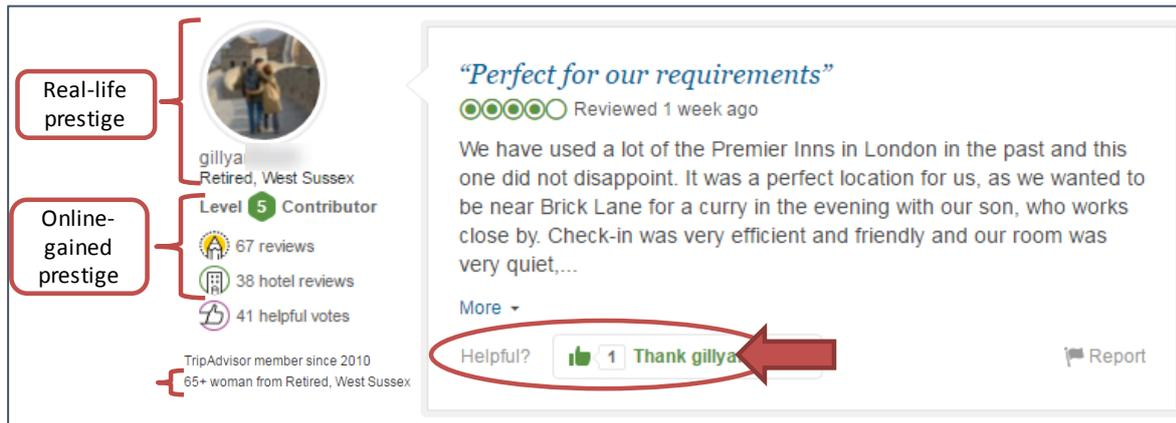 Real-life
prestige
Online-
gained
prestige
Retired, West Sussex
Level 5 Contributor
67 reviews
38 hotel reviews
41 helpful votes
TripAdvisor member since 2010
65+ woman from Retired, West Sussex
“Perfect for our requirements”
Reviewed 1 week ago
We have used a lot of the Premier Inns in London in the past and this
one did not disappoint. It was a perfect location for us, as we wanted to
be near Brick Lane for a curry in the evening with our son, who works
close by. Check-in was very efficient and friendly and our room was
very quiet,...
More
Helpful? 1 Thank
Report